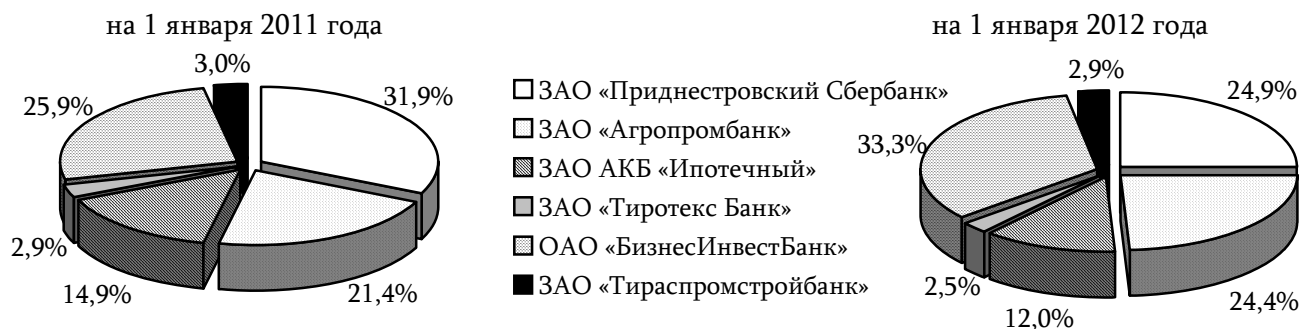 на 1 января 2011 года
3,0%
31,9%
25,9%
2,9%
14,9%
21,4%
ЗАО «Приднестровский Сбербанк»
ЗАО «Агропромбанк»
ЗАО АКБ «Ипотечный»
ЗАО «Тиротекс Банк»
ОАО «БизнесИнвестБанк»
ЗАО «Тираспромстройбанк»
на 1 января 2012 года
2,9%
24,9%
33,3%
2,5%
12,0%
24,4%